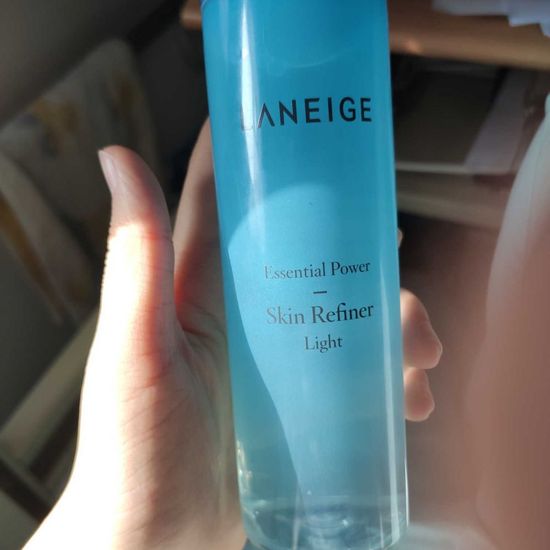 LANEIGE
Essential Power
Skin Refiner
Light